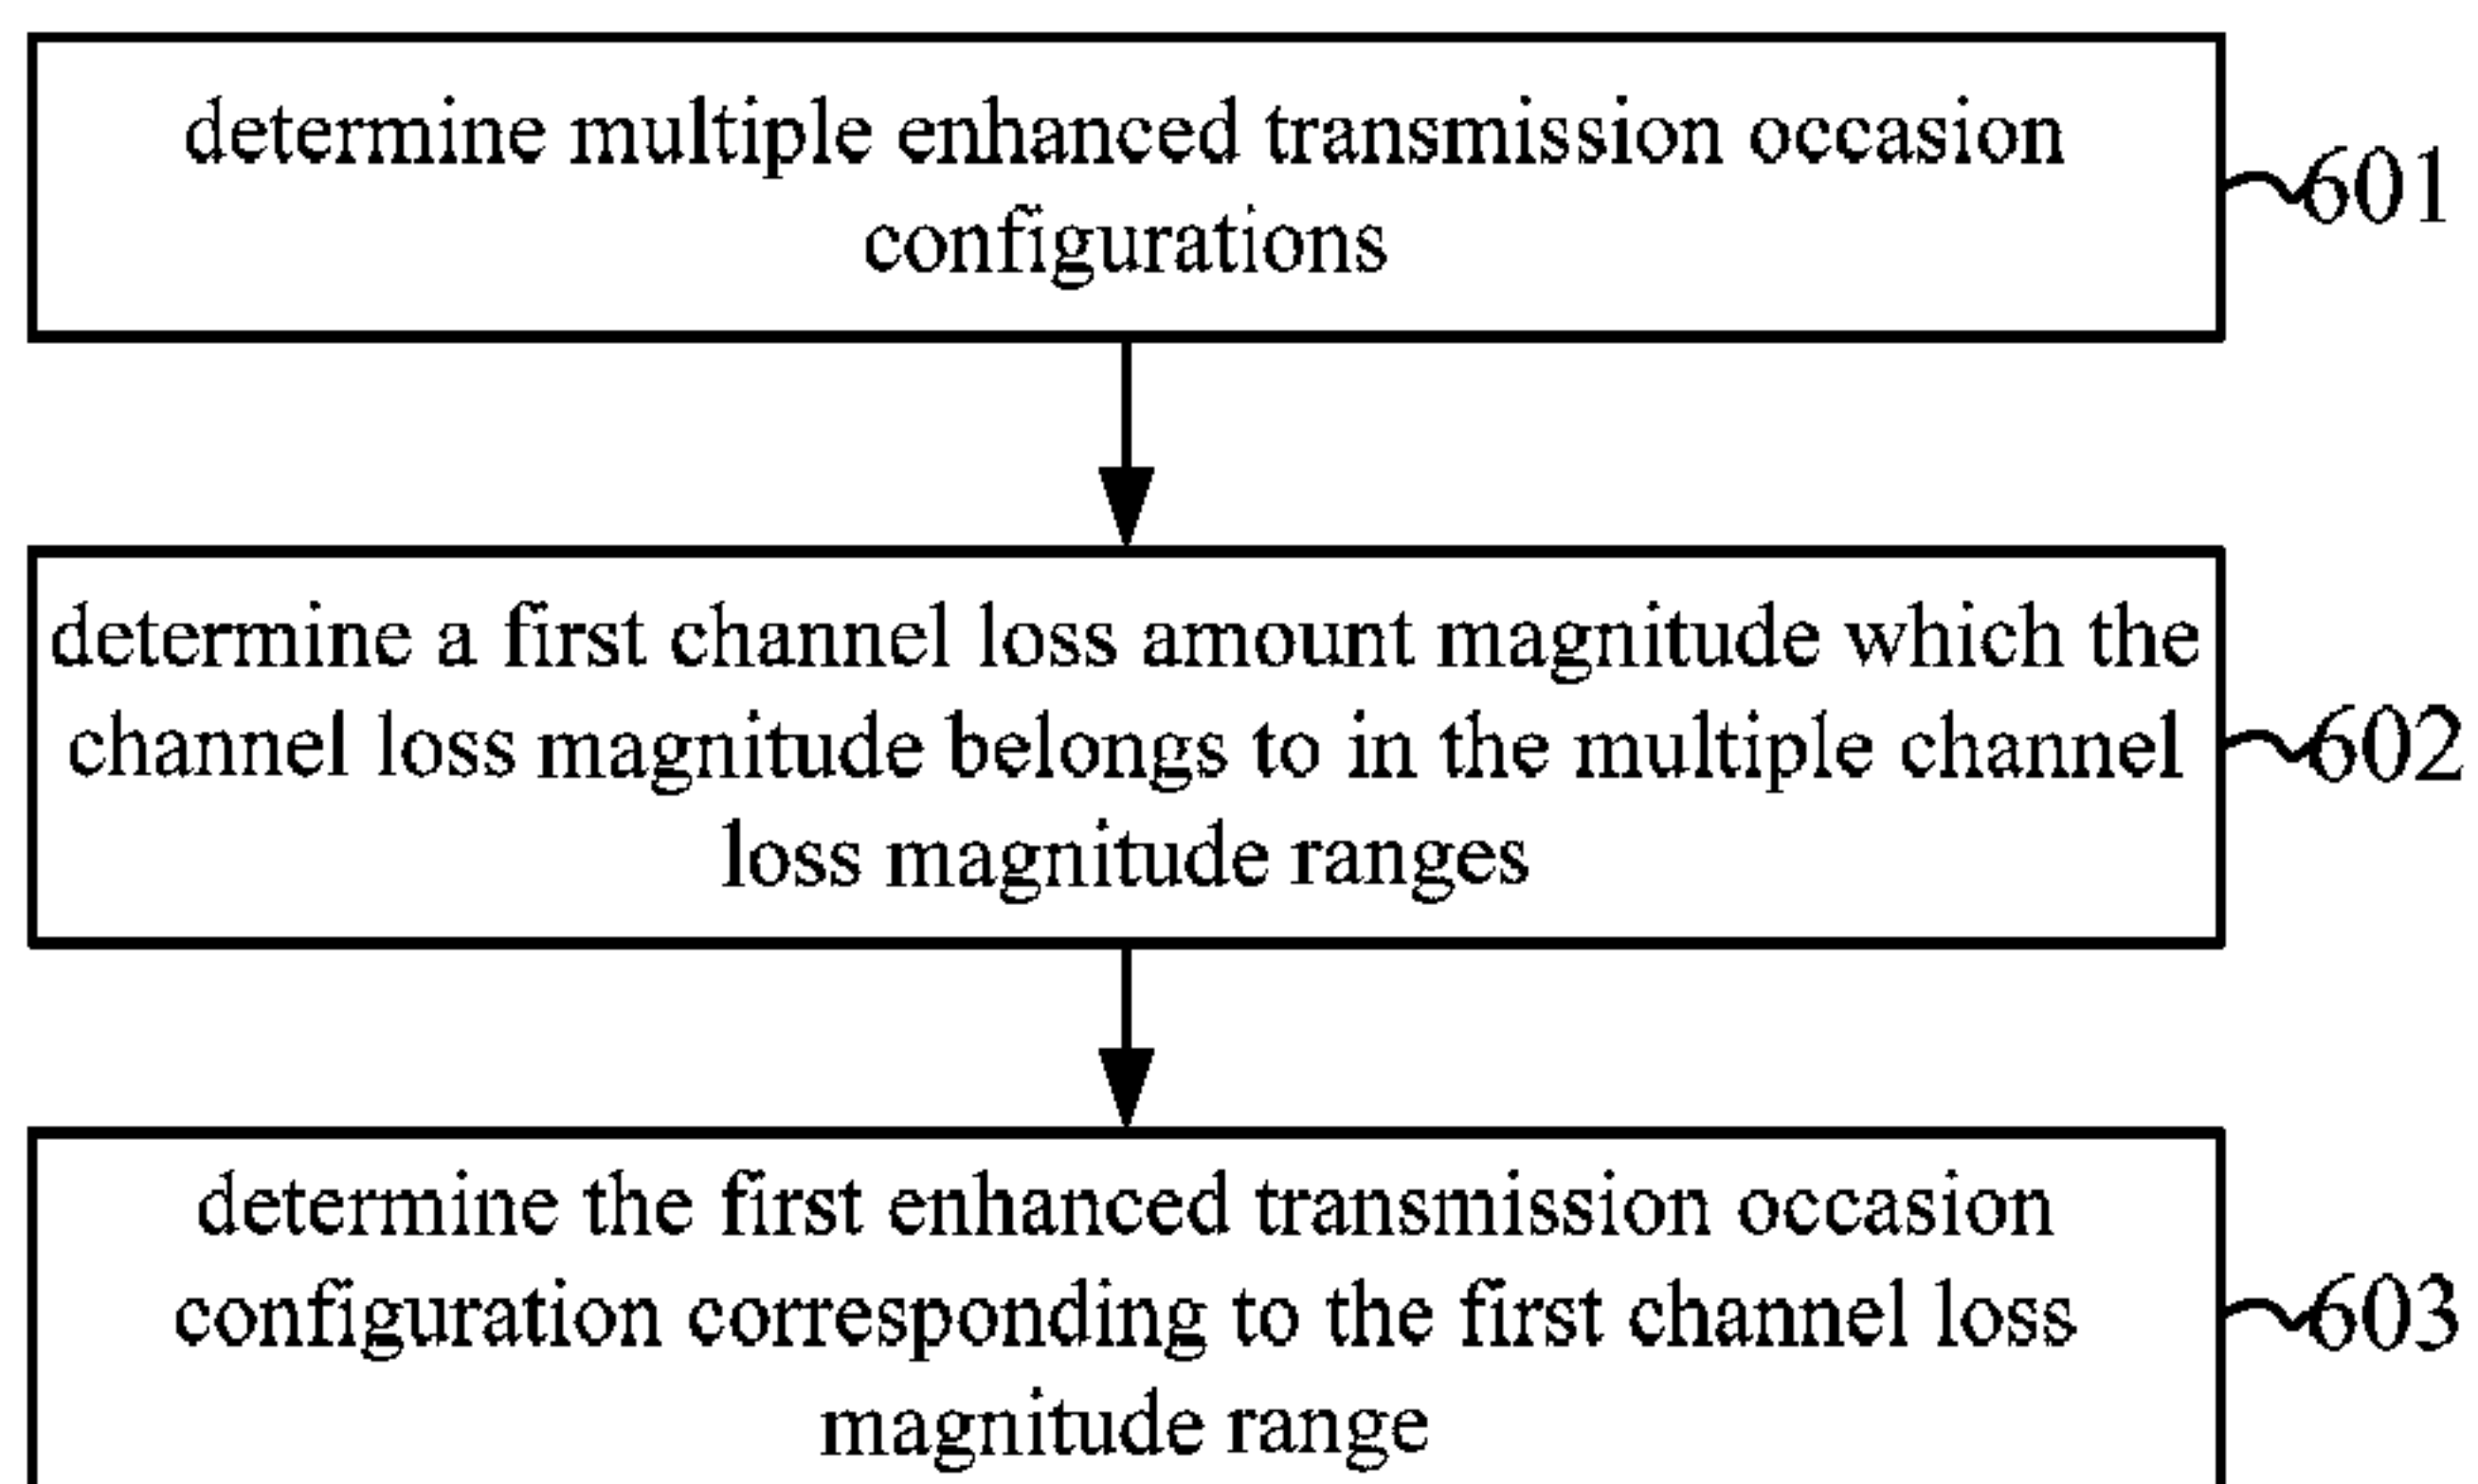 determine multiple enhanced transmission occasion
configurations
601
determine a first channel loss amount magnitude which the
channel loss magnitude belongs to in the multiple channel
loss magnitude ranges
602
determine the first enhanced transmission occasion
configuration corresponding to the first channel loss
magnitude range
603